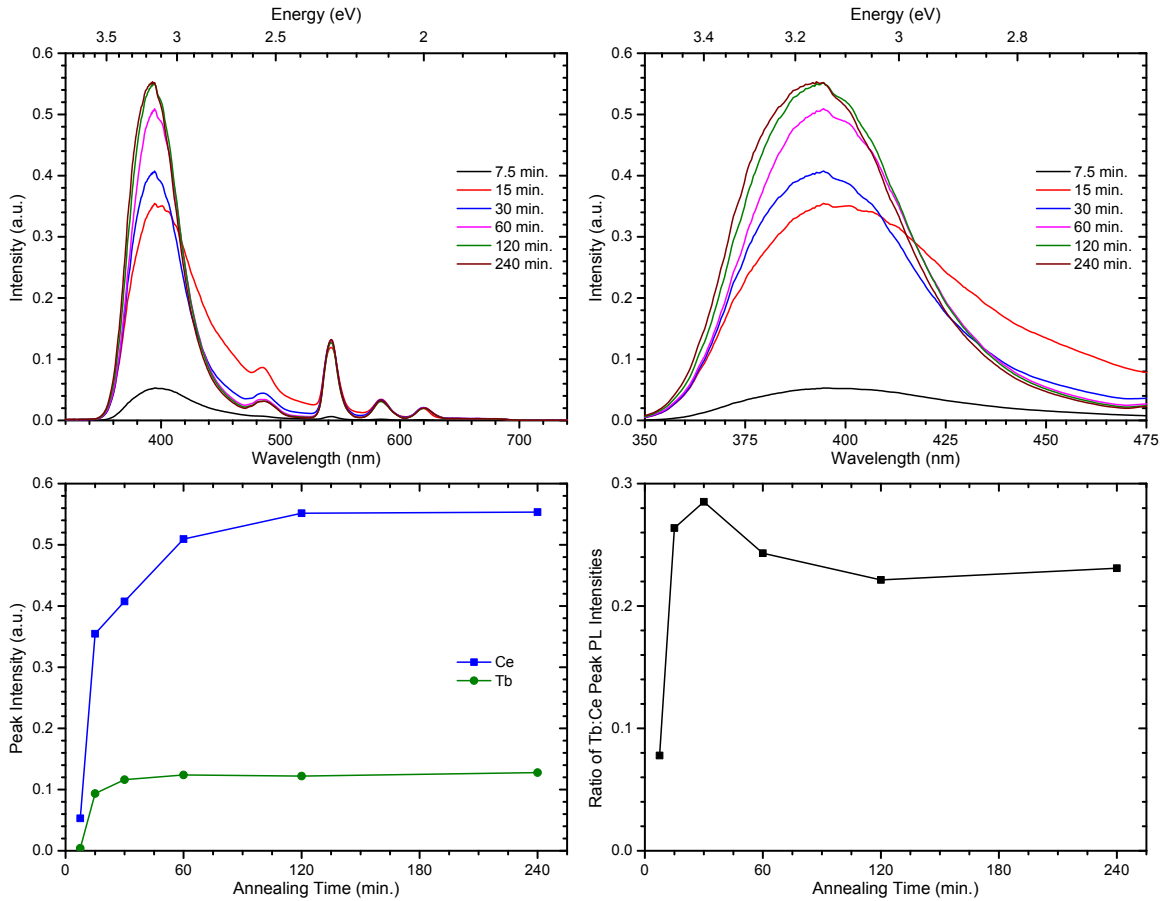 Energy (eV)
3.5 3 2.5 2
0.6
0.5
0.4
0.3
0.2
0.1
0.0
Intensity (a.u.)
7.5 min.
15 min.
30 min.
60 min.
120 min.
240 min.
400 500 600 700
Wavelength (nm)
Energy (eV)
3.4 3.2 3 2.8
0.6
0.5
0.4
0.3
0.2
0.1
0.0
Intensity (a.u.)
7.5 min.
15 min.
30 min.
60 min.
120 min.
240 min.
350 375 400 425 450 475
Wavelength (nm)
0.6
0.5
0.4
0.3
0.2
0.1
0.0
Peak Intensity (a.u.)
Ce
Tb
0 60 120 180 240
Annealing Time (min.)
0.3
0.2
0.1
0.0
Ratio of Tb:Ce Peak PL Intensities
0 60 120 180 240
Annealing Time (min.)